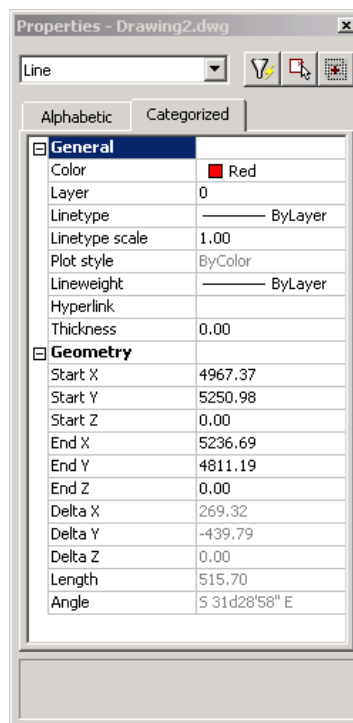 Properties - Drawing2.dwg
Line
Alphabetic Categorized
General
Color Red
Layer 0
Linetype ByLayer
Linetype scale 1.00
Plot style ByColor
Lineweight ByLayer
Hyperlink
Thickness 0.00
Geometry
Start X 4967.37
Start Y 5250.98
Start Z 0.00
End X 5236.69
End Y 4811.19
End Z 0.00
Delta X 269.32
Delta Y -439.79
Delta Z 0.00
Length 515.70
Angle S 31d28'58" E